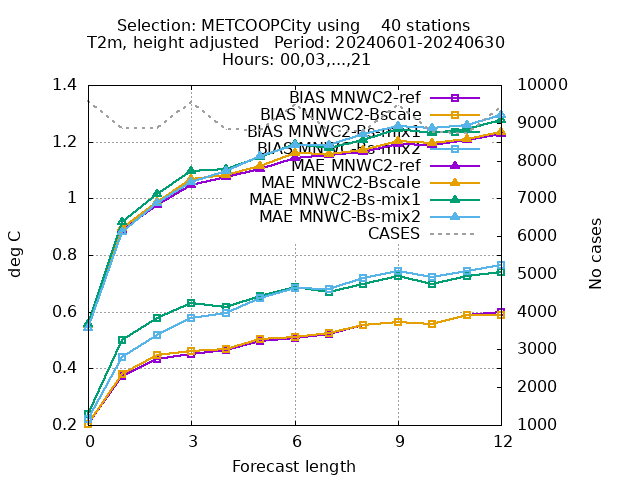 Selection: METCOOPCity using    40 stations
T2m, height adjusted   Period: 20240601-20240630
Hours: 00,03,...,21
1.4
1.2
1
0.8
0.6
0.4
0.2
deg C
10000
9000
8000
7000
6000
5000
4000
3000
2000
1000
No cases
BIAS MNWC2-ref
BIAS MNWC2-Bscale
BIAS MNWC2-Bs-mix1
BIAS MNWC-Bs-mix2
MAE MNWC2-ref
MAE MNWC2-Bscale
MAE MNWC2-Bs-mix1
MAE MNWC-Bs-mix2
CASES
0 3 6 9 12
Forecast length